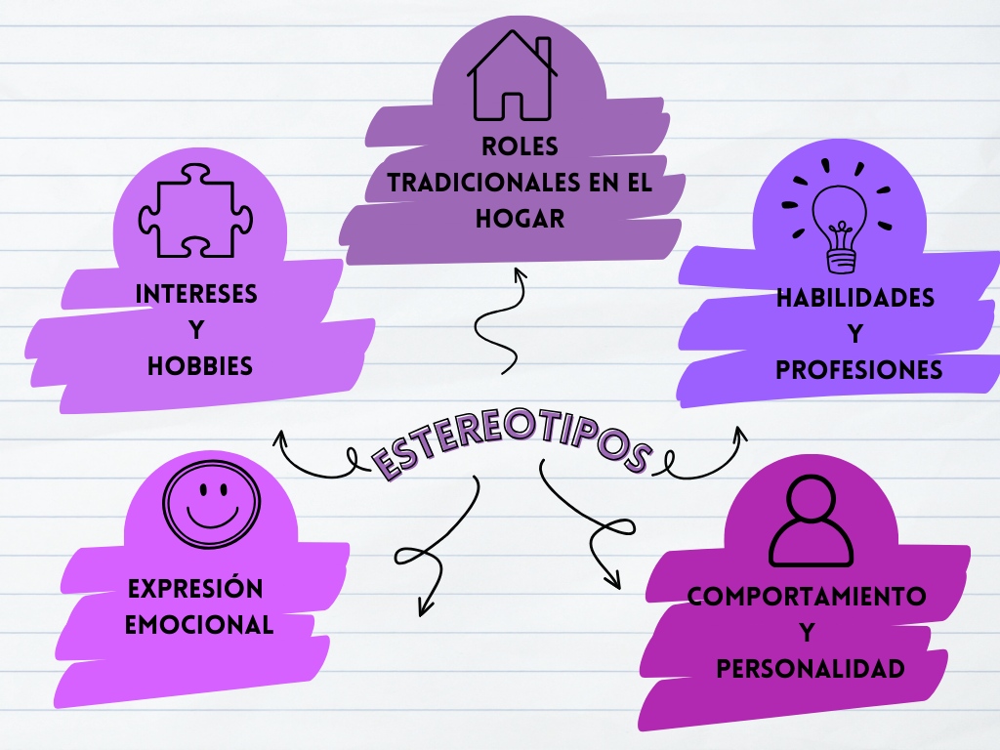 ROLES
TRADICIONALES EN EL
HOGAR
INTERESES
Y
HOBBIES
HABILIDADES
Y
PROFESIONES
ESTEREOTIPOS
EXPRESIÓN
EMOCIONAL
COMPORTAMIENTO
Y
PERSONALIDAD